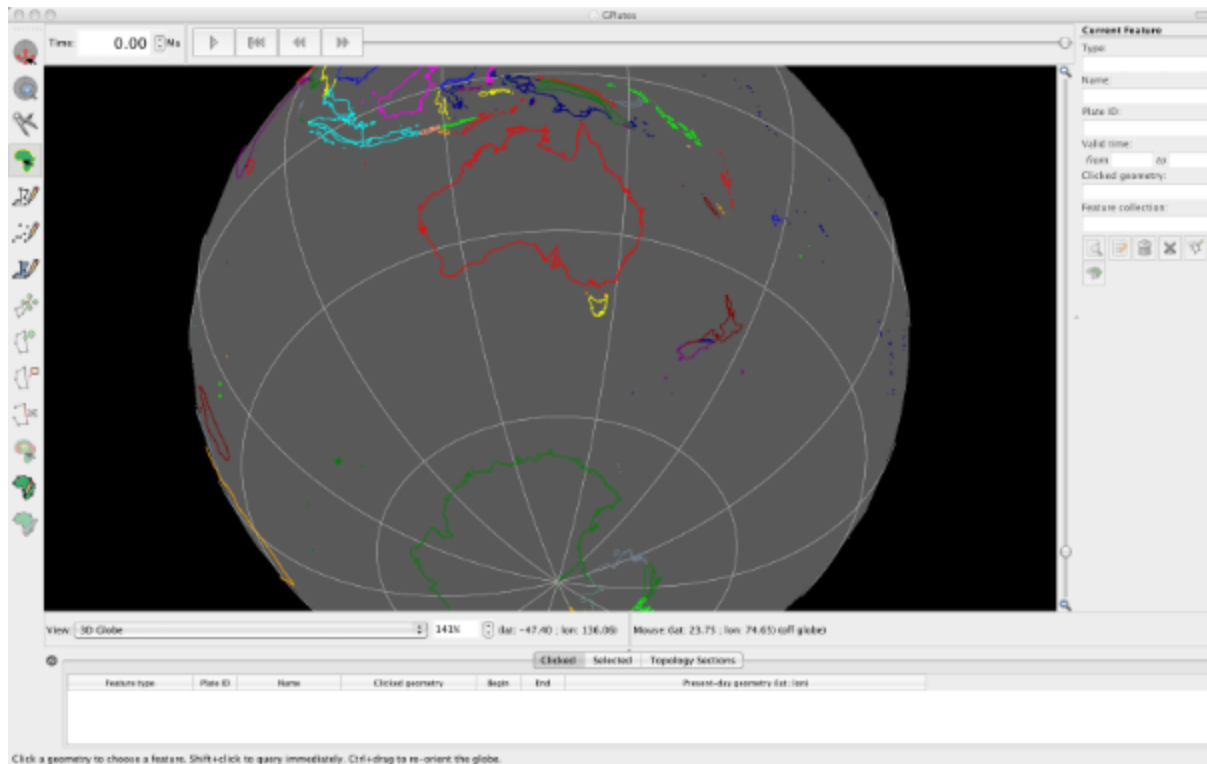 GPlates
Time: 0.00 Ma
Current Feature
Type:
Name:
Plate ID:
Valid time:
from to
Clicked geometry:
Feature collection:
View: 3D Globe 141% (lat: -47.40 ; lon: 136.06) Mouse: (lat: 23.75 ; lon: 74.65) (off globe)
Clicked Selected Topology Sections
Feature type Plate ID Name Clicked geometry Begin End Present-day geometry (lat; lon)
Click a geometry to choose a feature. Shift+click to query immediately. Ctrl+drag to re-orient the globe.